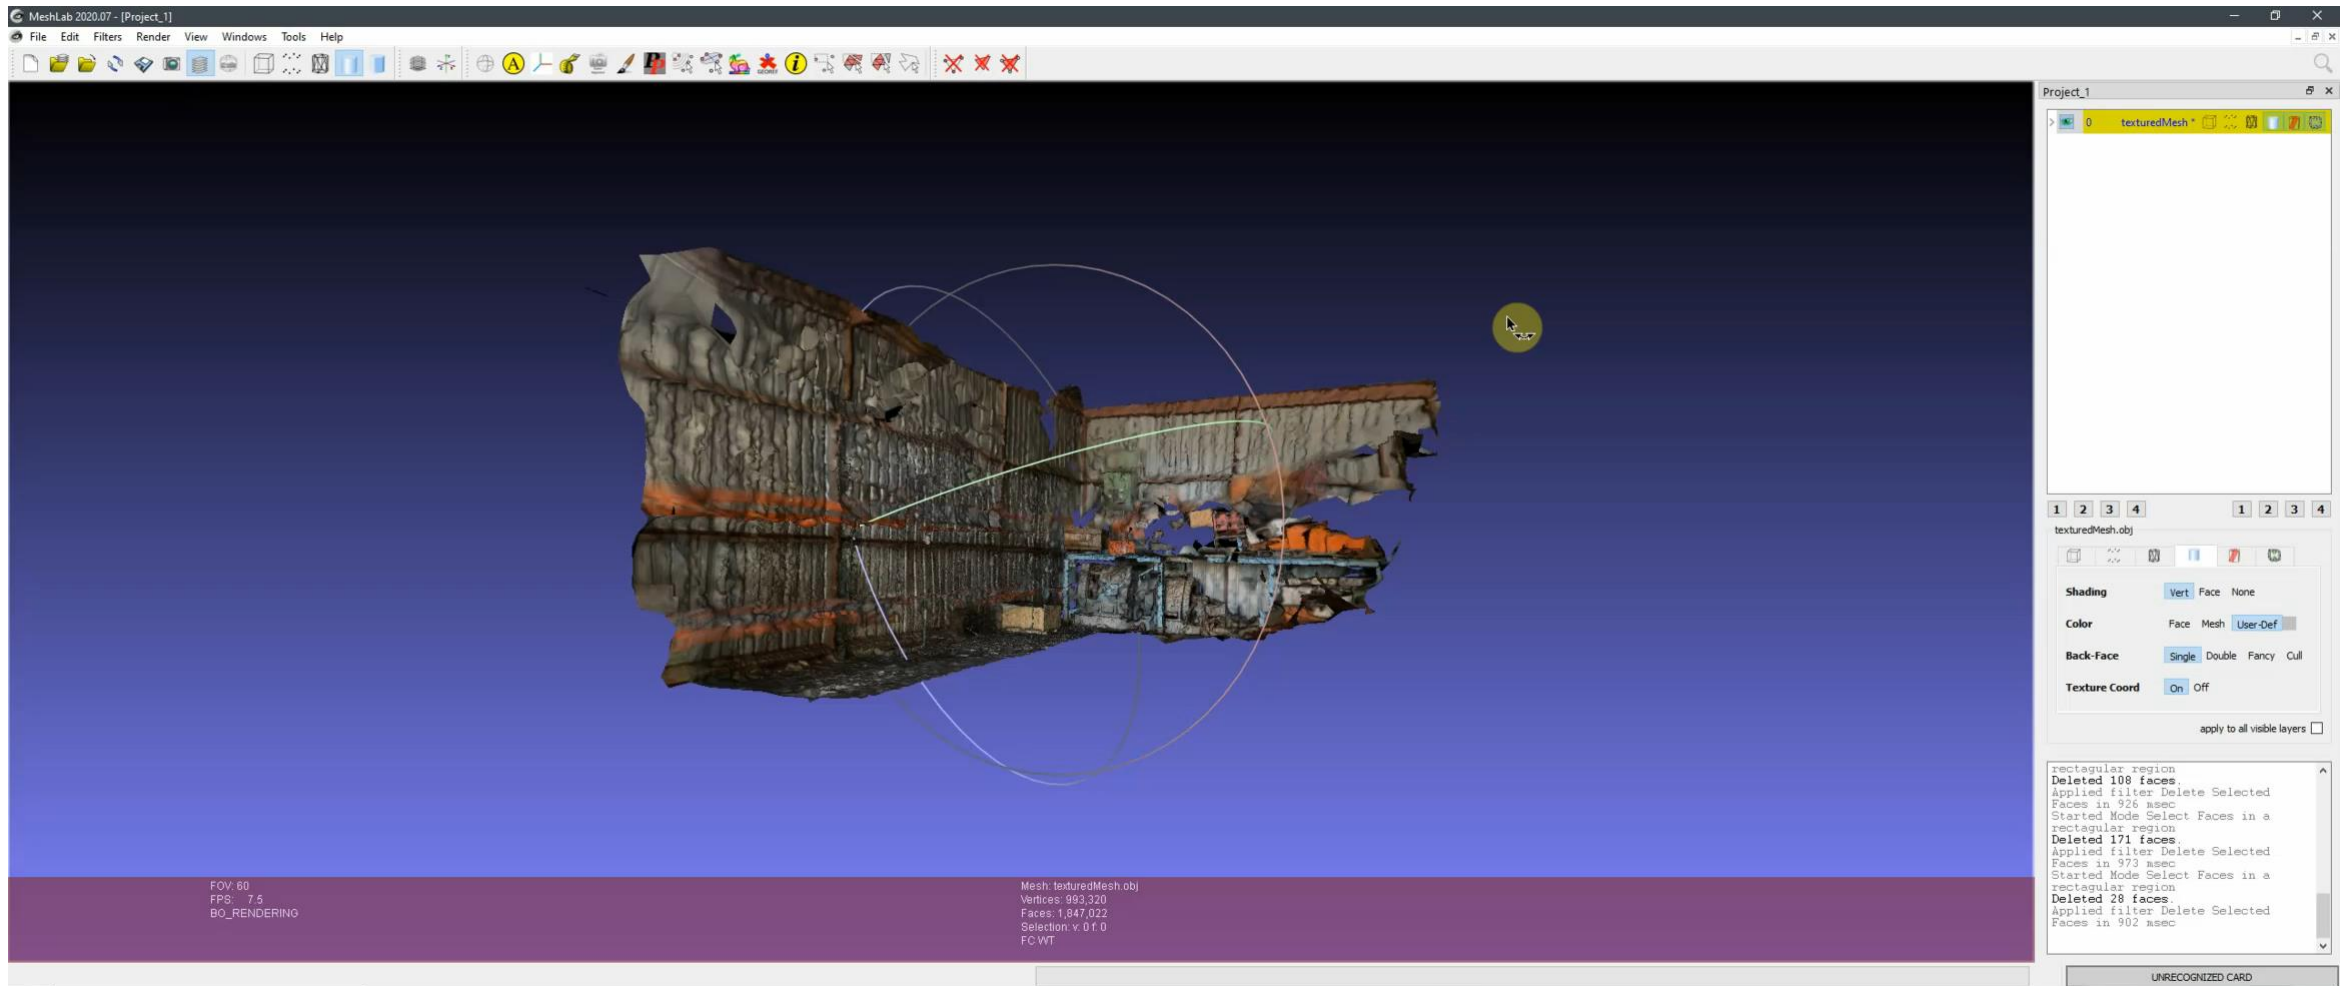 MeshLab 2020.07 - [Project_1]
File Edit Filters Render View Windows Tools Help
Project_1
0 texturedMesh *
1 2 3 4 1 2 3 4
texturedMesh.obj
Shading Vert Face None
Color Face Mesh User-Def
Back-Face Single Double Fancy Cull
Texture Coord On Off
apply to all visible layers
rectagular region
Deleted 108 faces.
Applied filter Delete Selected
Faces in 926 msec
Started Mode Select Faces in a
rectagular region
Deleted 171 faces.
Applied filter Delete Selected
Faces in 973 msec
Started Mode Select Faces in a
rectagular region
Deleted 28 faces.
Applied filter Delete Selected
Faces in 902 msec
FOV: 60
FPS: 7.5
BO_RENDERING
Mesh: texturedMesh.obj
Vertices: 993,320
Faces: 1,847,022
Selection: v: 0 f: 0
FC WT
UNRECOGNIZED CARD